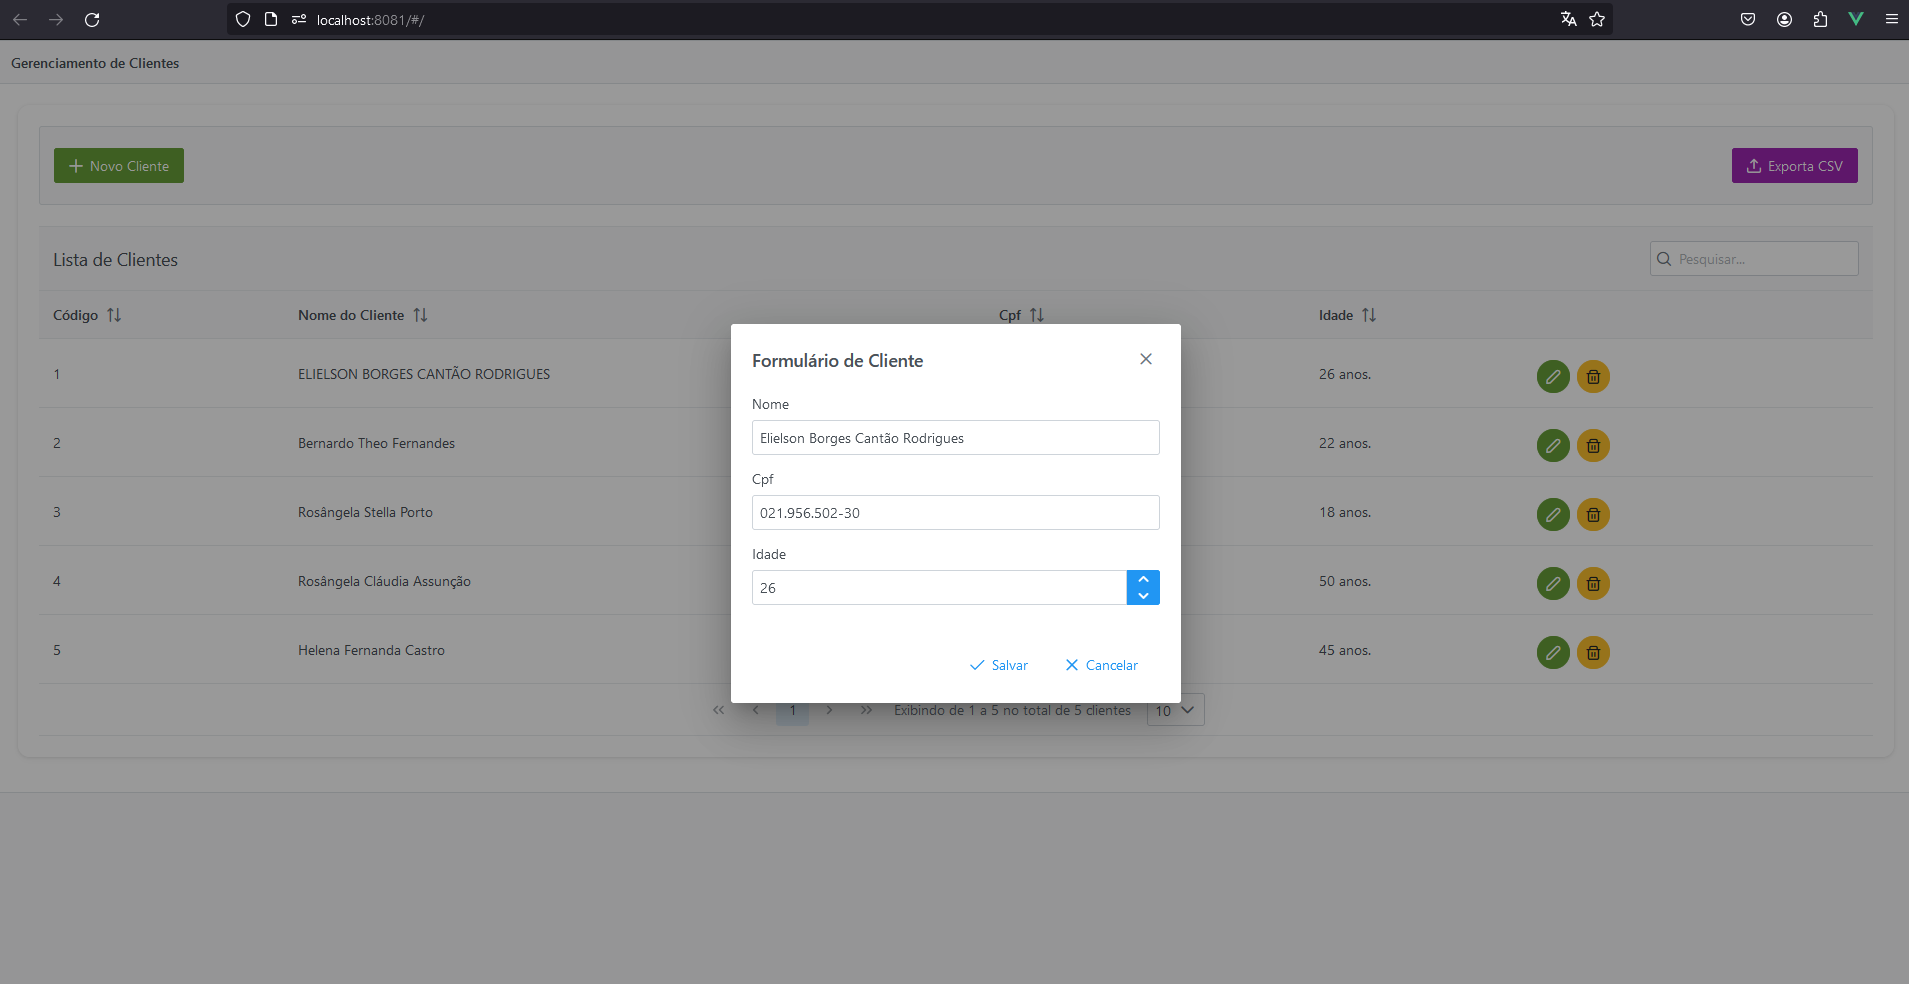 localhost:8081/#/
Gerenciamento de Clientes
Novo Cliente
Exporta CSV
Lista de Clientes
Pesquisar...
Código Nome do Cliente Cpf Idade
1 ELIELSON BORGES CANTÃO RODRIGUES 26 anos.
2 Bernardo Theo Fernandes 22 anos.
3 Rosângela Stella Porto 18 anos.
4 Rosângela Cláudia Assunção 50 anos.
5 Helena Fernanda Castro 45 anos.
Formulário de Cliente
Nome
Elielson Borges Cantão Rodrigues
Cpf
021.956.502-30
Idade
26
Salvar Cancelar
1 Exibindo de 1 a 5 no total de 5 clientes 10